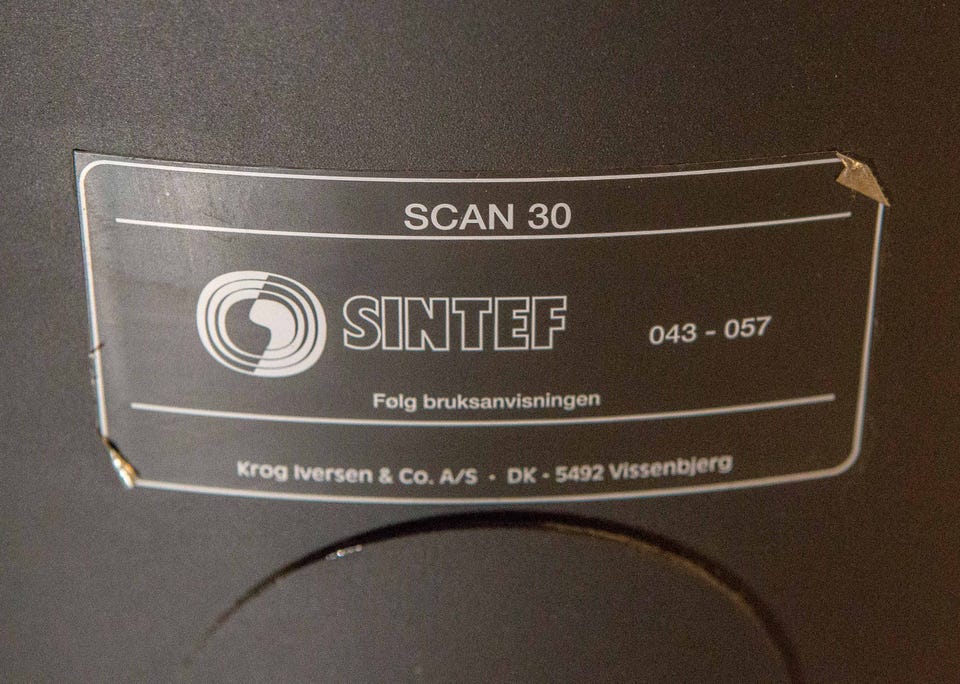 SCAN 30
SINTEF
043 - 057
Følg bruksanvisningen
Krog Iversen & Co. A/S • DK - 5492 Vissenbjerg